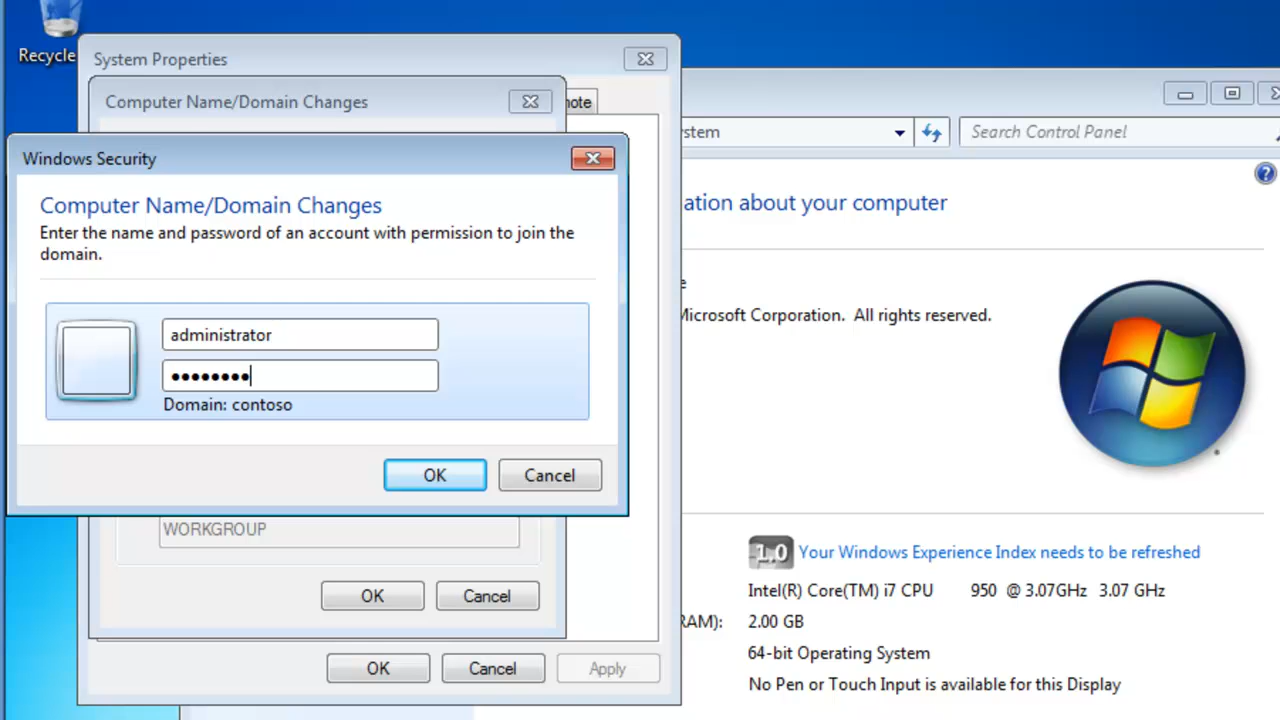 Recycle
System Properties
Computer Name/Domain Changes
note
stem
Search Control Panel
Windows Security
Computer Name/Domain Changes
Enter the name and password of an account with permission to join the
domain.
administrator
●●●●●●●●
Domain: contoso
OK Cancel
WORKGROUP
OK Cancel
OK Cancel Apply
ation about your computer
Microsoft Corporation. All rights reserved.
1.0 Your Windows Experience Index needs to be refreshed
Intel(R) Core(TM) i7 CPU 950 @ 3.07GHz 3.07 GHz
RAM): 2.00 GB
64-bit Operating System
No Pen or Touch Input is available for this Display